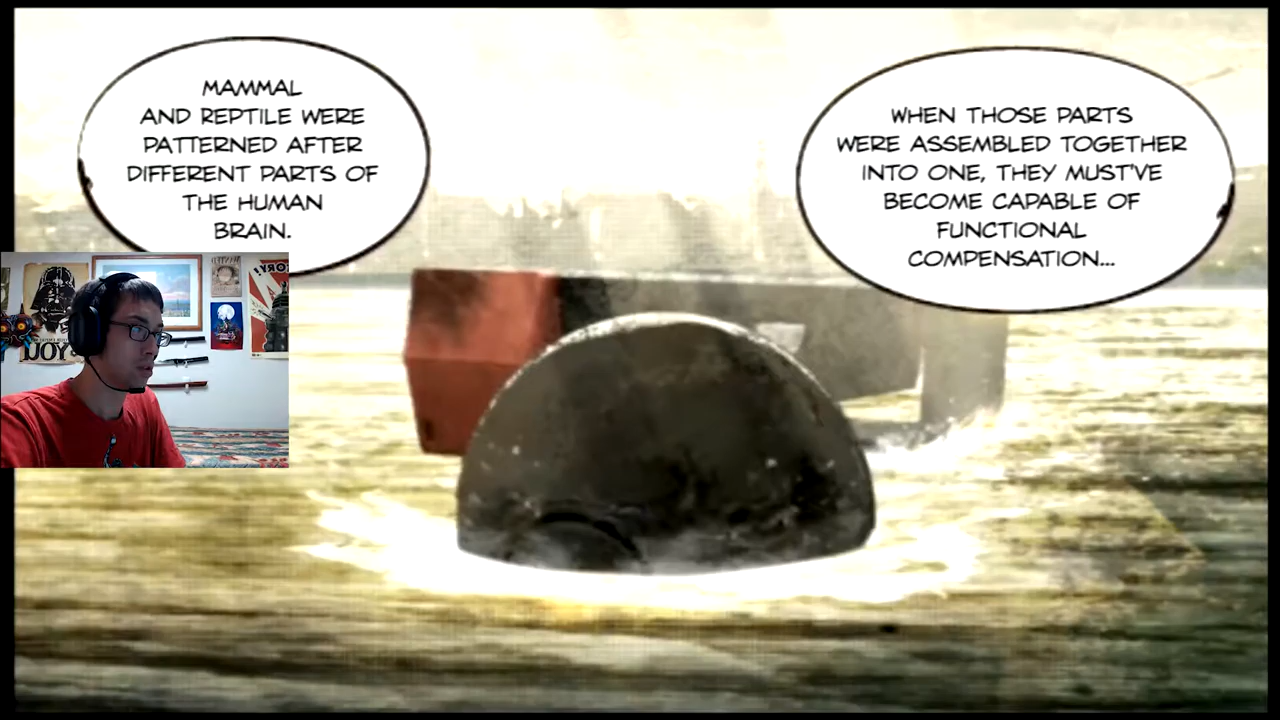 MAMMAL
AND REPTILE WERE
PATTERNED AFTER
DIFFERENT PARTS OF
THE HUMAN
BRAIN.
WHEN THOSE PARTS
WERE ASSEMBLED TOGETHER
INTO ONE, THEY MUST'VE
BECOME CAPABLE OF
FUNCTIONAL
COMPENSATION...